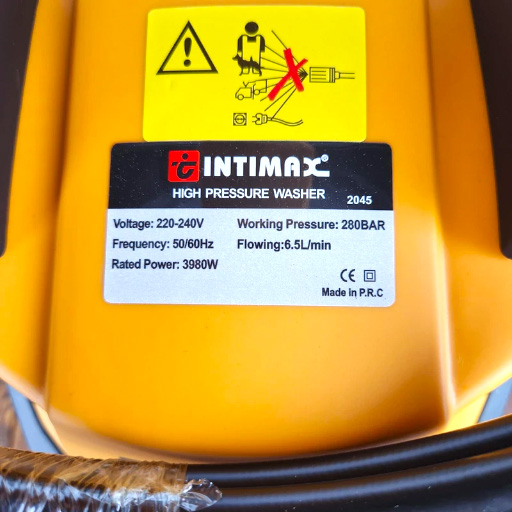 INTIMAX
HIGH PRESSURE WASHER 2045
Voltage: 220-240V Working Pressure: 280BAR
Frequency: 50/60Hz Flowing:6.5L/min
Rated Power: 3980W
CE
Made in P.R.C